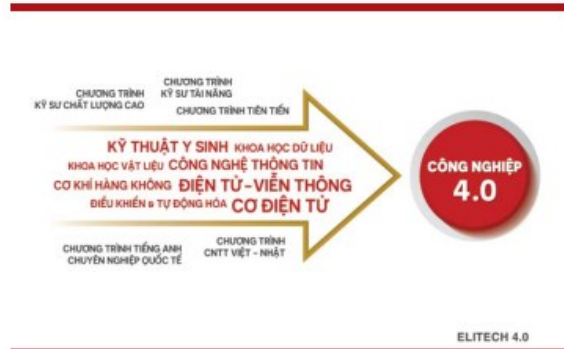 CHƯƠNG TRÌNH
KỸ SƯ CHẤT LƯỢNG CAO
CHƯƠNG TRÌNH
KỸ SƯ TÀI NĂNG
CHƯƠNG TRÌNH TIÊN TIẾN
KỸ THUẬT Y SINH KHOA HỌC DỮ LIỆU
KHOA HỌC VẬT LIỆU CÔNG NGHỆ THÔNG TIN
CƠ KHÍ HÀNG KHÔNG ĐIỆN TỬ-VIỄN THÔNG
ĐIỀU KHIỂN & TỰ ĐỘNG HÓA CƠ ĐIỆN TỬ
CHƯƠNG TRÌNH TIẾNG ANH
CHUYÊN NGHIỆP QUỐC TẾ
CHƯƠNG TRÌNH
CNTT VIỆT - NHẬT
CÔNG NGHIỆP
4.0
ELITECH 4.0